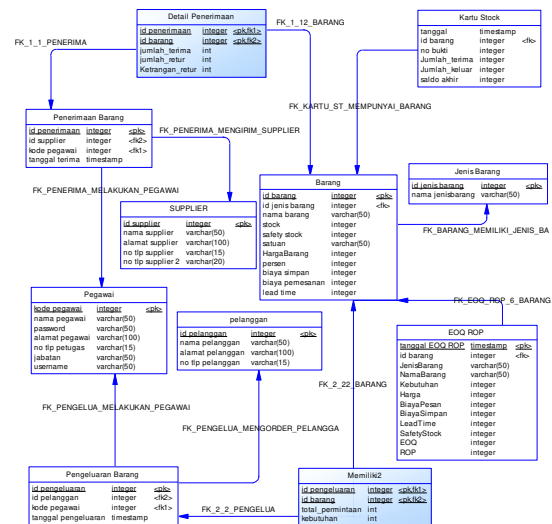 Detail Penerimaan
id penerimaan integer <pk,fk1>
id barang integer <pk,fk2>
jumlah_terima int
jumlah_retur int
Ketrangan_retur int
FK_1_12_BARANG
Kartu Stock
tanggal timestamp
id barang integer <fk>
no bukti integer
Jumlah_terima integer
Jumlah_keluar integer
saldo akhir integer
FK_1_1_PENERIMA
FK_KARTU_ST_MEMPUNYAI_BARANG
Penerimaan Barang
id penerimaan integer <pk>
id supplier integer <fk2>
kode pegawai integer <fk1>
tanggal terima timestamp
FK_PENERIMA_MENGIRIM_SUPPLIER
FK_PENERIMA_MELAKUKAN_PEGAWAI
SUPPLIER
id supplier integer <pk>
nama supplier varchar(50)
alamat supplier varchar(100)
no tlp supplier varchar(15)
no tlp supplier 2 varchar(20)
Barang
id barang integer <pk>
id jenis barang integer <fk>
nama barang varchar(50)
stock integer
safety stock integer
satuan varchar(50)
HargaBarang integer
persen integer
biaya simpan integer
biaya pemesanan integer
lead time integer
Jenis Barang
id jenis barang integer <pk>
nama jenisbarang varchar(50)
FK_BARANG_MEMILIKI_JENIS_BA
Pegawai
kode pegawai integer <pk>
nama pegawai varchar(50)
password varchar(50)
alamat pegawai varchar(100)
no tlp petugas varchar(15)
jabatan varchar(50)
username varchar(50)
pelanggan
id pelanggan integer <pk>
nama pelanggan varchar(50)
alamat pelanggan varchar(100)
no tlp pelanggan varchar(15)
FK_EOQ_ROP_6_BARANG
EOQ ROP
tanggal EOQ ROP timestamp <pk>
id barang integer <fk>
JenisBarang varchar(50)
NamaBarang varchar(50)
Kebutuhan integer
Harga integer
BiayaPesan integer
BiayaSimpan integer
LeadTime integer
SafetyStock integer
EOQ integer
ROP integer
FK_2_22_BARANG
FK_PENGELUA_MELAKUKAN_PEGAWAI
FK_PENGELUA_MENGORDER_PELANGGA
Pengeluaran Barang
id pengeluaran integer <pk>
id pelanggan integer <fk2>
kode pegawai integer <fk1>
tanggal pengeluaran timestamp
FK_2_2_PENGELUA
Memiliki2
id pengeluaran integer <pk,fk1>
id barang integer <pk,fk2>
total_permintaan int
kebutuhan int